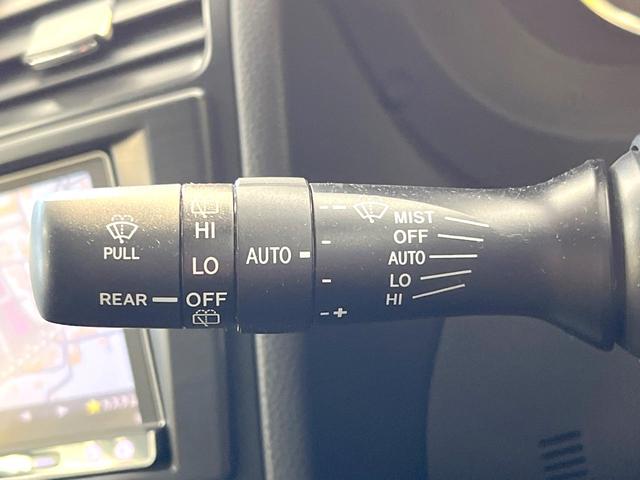 PULL
REAR
HI
LO
OFF
AUTO
--
-
-
-+
MIST
OFF
AUTO
LO
HI